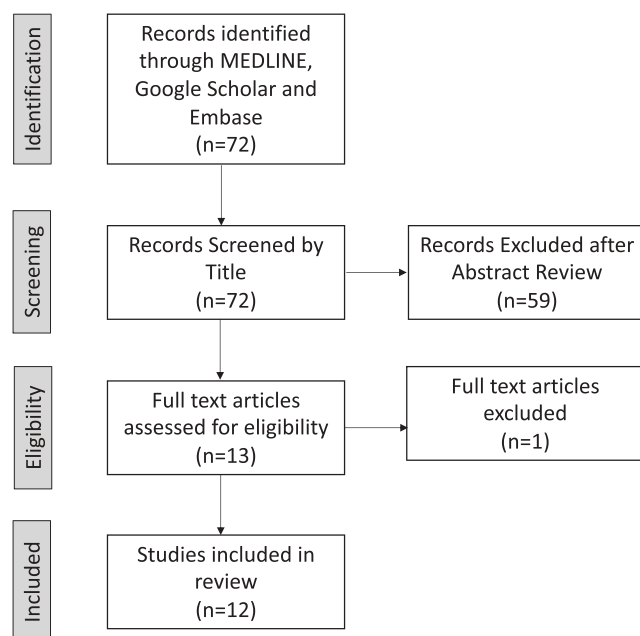 Identification
Records identified
through MEDLINE,
Google Scholar and
Embase
(n=72)
Screening
Records Screened by
Title
(n=72)
Records Excluded after
Abstract Review
(n=59)
Eligibility
Full text articles
assessed for eligibility
(n=13)
Full text articles
excluded
(n=1)
Included
Studies included in
review
(n=12)